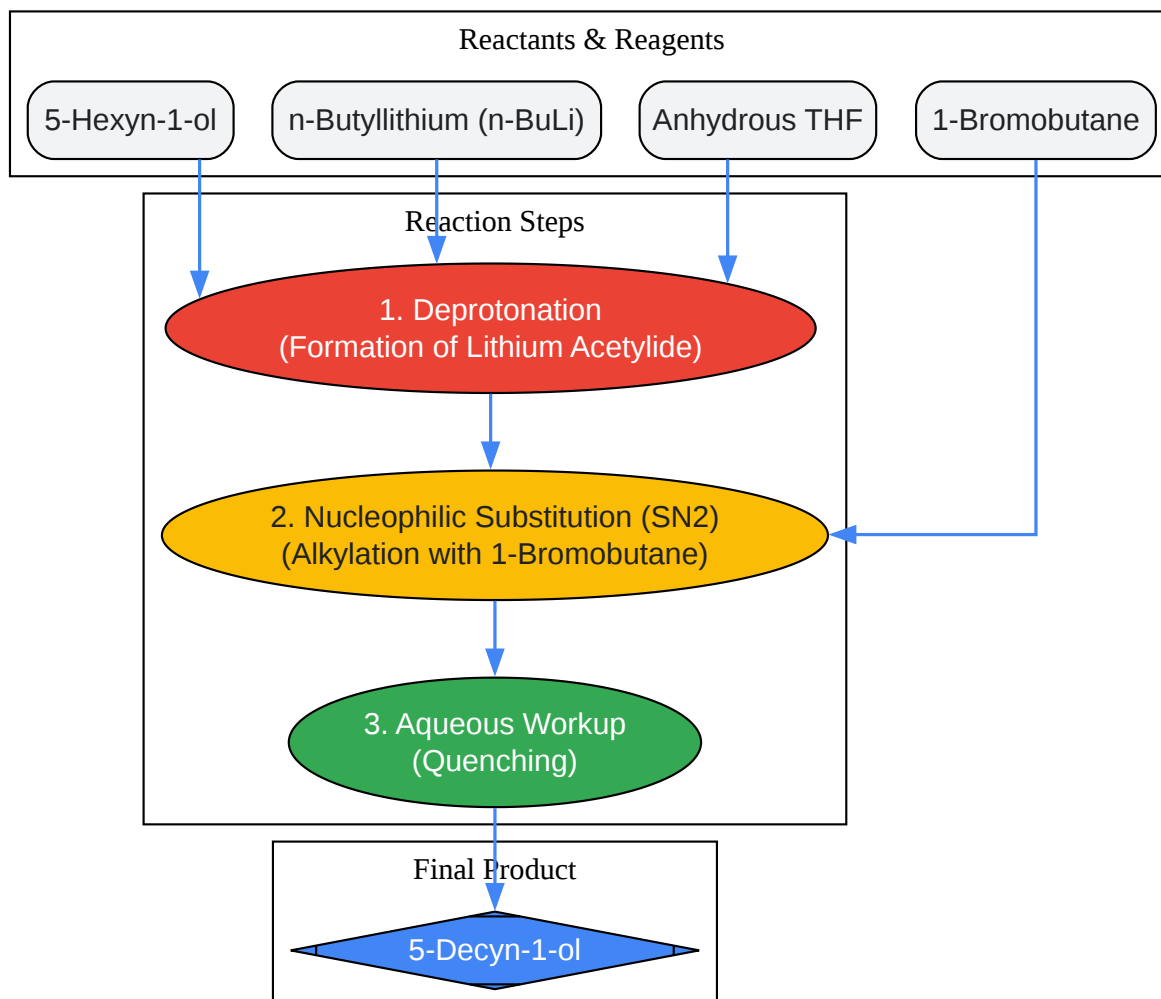 Reactants & Reagents
5-Hexyn-1-ol
n-Butyllithium (n-BuLi)
Anhydrous THF
1-Bromobutane
Reaction Steps
1. Deprotonation
(Formation of Lithium Acetylide)
2. Nucleophilic Substitution (SN2)
(Alkylation with 1-Bromobutane)
3. Aqueous Workup
(Quenching)
Final Product
5-Decyn-1-ol